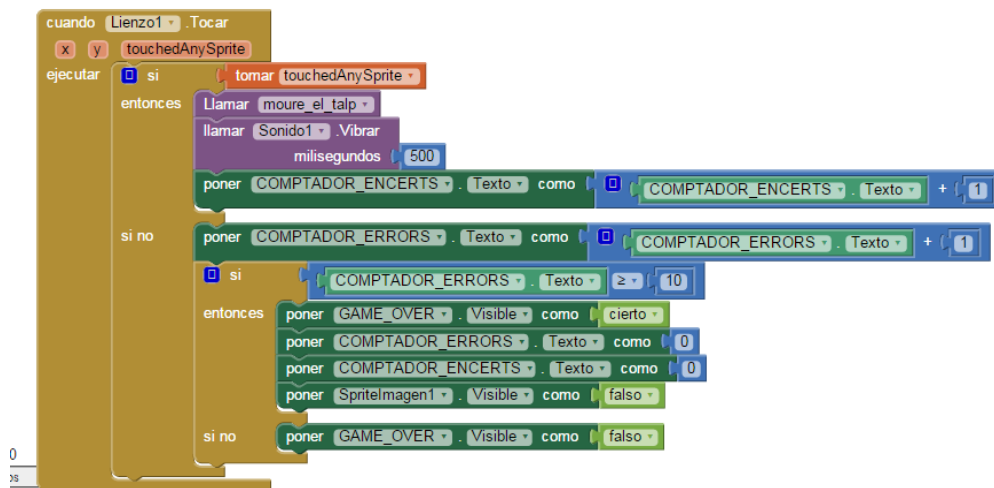 cuando Lienzo1 .Tocar
x y touchedAnySprite
ejecutar si tomar touchedAnySprite
entonces Llamar moure_el_talp
llamar Sonido1 .Vibrar
milisegundos 500
poner COMPTADOR_ENCERTS . Texto como COMPTADOR_ENCERTS . Texto + 1
si no poner COMPTADOR_ERRORS . Texto como COMPTADOR_ERRORS . Texto + 1
si COMPTADOR_ERRORS . Texto ≥ 10
entonces poner GAME_OVER . Visible como cierto
poner COMPTADOR_ERRORS . Texto como 0
poner COMPTADOR_ENCERTS . Texto como 0
poner SpriteImagen1 . Visible como falso
si no poner GAME_OVER . Visible como falso
0
os